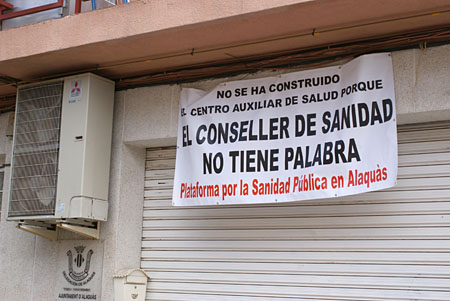 NO SE HA CONSTRUIDO
EL CENTRO AUXILIAR DE SALUD PORQUE
EL CONSELLER DE SANIDAD
NO TIENE PALABRA
Plataforma por la Sanidad Pública en Alaquàs
AJUNTAMENT D'ALAQUÀS